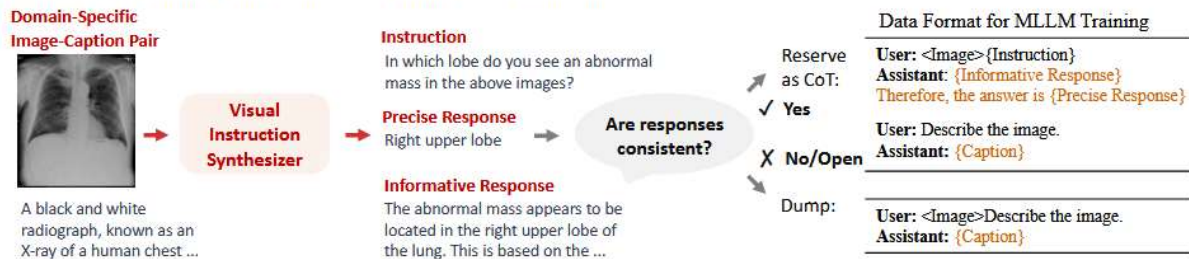 Domain-Specific
Image-Caption Pair
A black and white
radiograph, known as an
X-ray of a human chest ...
Visual
Instruction
Synthesizer
Instruction
In which lobe do you see an abnormal
mass in the above images?
Precise Response
Right upper lobe
Informative Response
The abnormal mass appears to be
located in the right upper lobe of
the lung. This is based on the ...
Are responses
consistent?
Reserve
as CoT:
✓ Yes
✗ No/Open
Dump:
Data Format for MLLM Training
User: <Image>{Instruction}
Assistant: {Informative Response}
Therefore, the answer is {Precise Response}
User: Describe the image.
Assistant: {Caption}
User: <Image>Describe the image.
Assistant: {Caption}